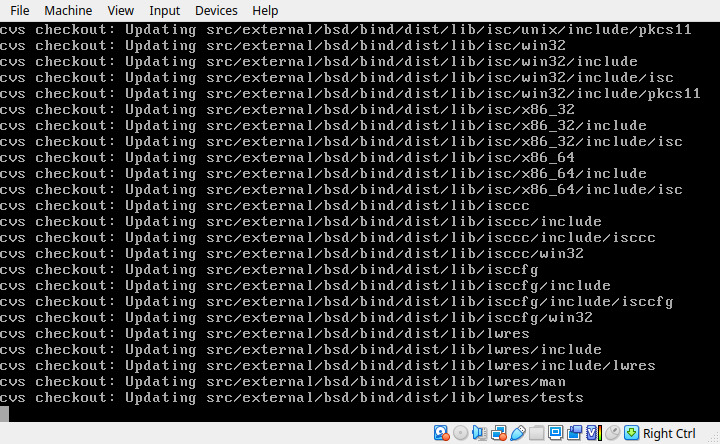 File Machine View Input Devices Help
cvs checkout: Updating src/external/bsd/bind/dist/lib/isc/unix/include/pkcs11
cvs checkout: Updating src/external/bsd/bind/dist/lib/isc/win32
cvs checkout: Updating src/external/bsd/bind/dist/lib/isc/win32/include
cvs checkout: Updating src/external/bsd/bind/dist/lib/isc/win32/include/isc
cvs checkout: Updating src/external/bsd/bind/dist/lib/isc/win32/include/pkcs11
cvs checkout: Updating src/external/bsd/bind/dist/lib/isc/x86_32
cvs checkout: Updating src/external/bsd/bind/dist/lib/isc/x86_32/include
cvs checkout: Updating src/external/bsd/bind/dist/lib/isc/x86_32/include/isc
cvs checkout: Updating src/external/bsd/bind/dist/lib/isc/x86_64
cvs checkout: Updating src/external/bsd/bind/dist/lib/isc/x86_64/include
cvs checkout: Updating src/external/bsd/bind/dist/lib/isc/x86_64/include/isc
cvs checkout: Updating src/external/bsd/bind/dist/lib/isccc
cvs checkout: Updating src/external/bsd/bind/dist/lib/isccc/include
cvs checkout: Updating src/external/bsd/bind/dist/lib/isccc/include/isccc
cvs checkout: Updating src/external/bsd/bind/dist/lib/isccc/win32
cvs checkout: Updating src/external/bsd/bind/dist/lib/isccfg
cvs checkout: Updating src/external/bsd/bind/dist/lib/isccfg/include
cvs checkout: Updating src/external/bsd/bind/dist/lib/isccfg/include/isccfg
cvs checkout: Updating src/external/bsd/bind/dist/lib/isccfg/win32
cvs checkout: Updating src/external/bsd/bind/dist/lib/lwres
cvs checkout: Updating src/external/bsd/bind/dist/lib/lwres/include
cvs checkout: Updating src/external/bsd/bind/dist/lib/lwres/include/lwres
cvs checkout: Updating src/external/bsd/bind/dist/lib/lwres/man
cvs checkout: Updating src/external/bsd/bind/dist/lib/lwres/tests
Right Ctrl